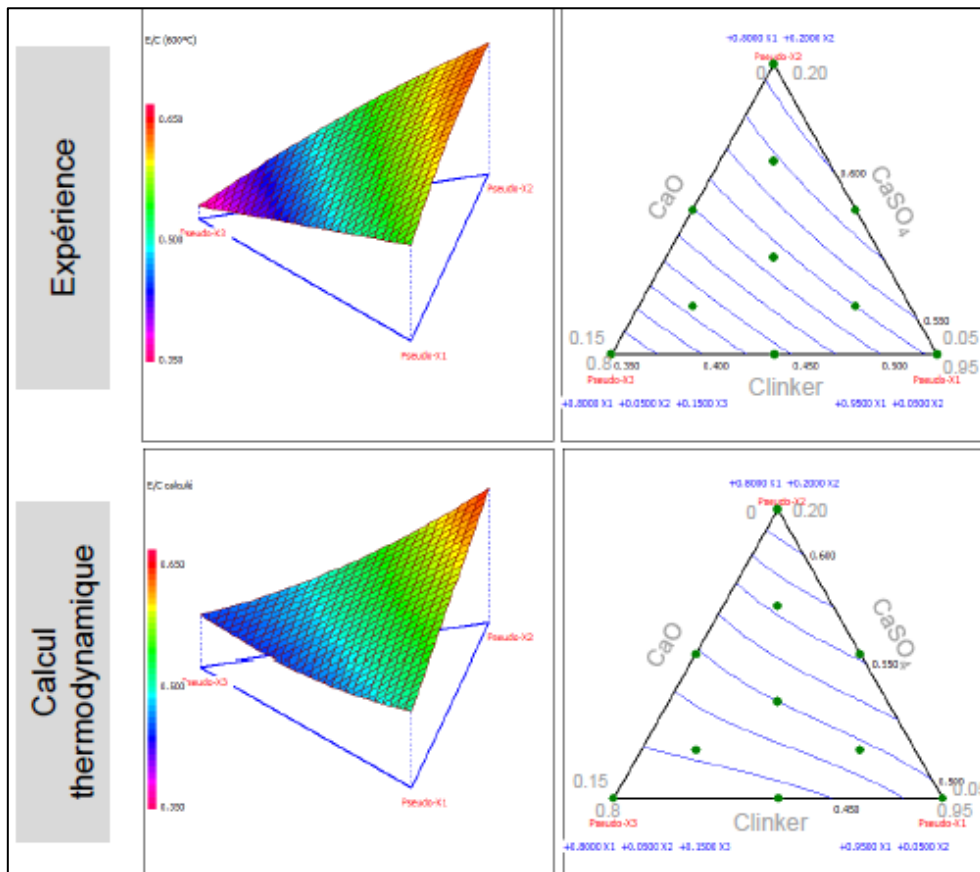 Expérience
E/C (600°C)
0.650
0.500
0.350
Pseudo-X3
Pseudo-X2
Pseudo-X1
+0.8000 X1 +0.2000 X2
Pseudo-X2
0
0.20
CaO
CaSO4
0.600
0.550
0.15
0.05
0.8
0.350
0.400
0.450
0.500
0.95
Pseudo-X3
Clinker
Pseudo-X1
+0.8000 X1 +0.0500 X2 +0.1500 X3
+0.9500 X1 +0.0500 X2
Calcul
thermodynamique
E/C calculé
0.650
0.500
0.350
Pseudo-X3
Pseudo-X2
Pseudo-X1
+0.8000 X1 +0.2000 X2
Pseudo-X2
0
0.20
0.600
CaO
0.550
0.15
0.500
0.8
0.450
0.95
Pseudo-X3
Clinker
Pseudo-X1
+0.8000 X1 +0.0500 X2 +0.1500 X3
+0.9500 X1 +0.0500 X2